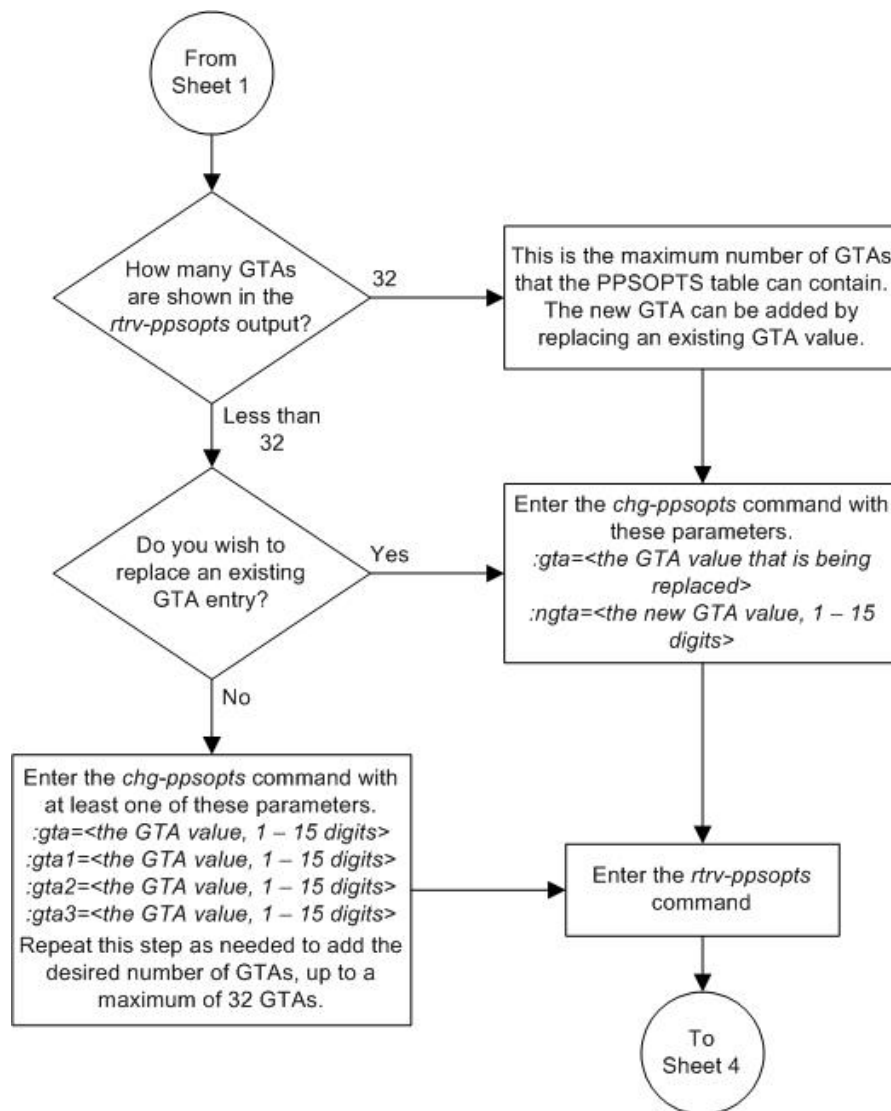 From
Sheet 1
How many GTAs
are shown in the
rtrv-ppsopts output?
32
This is the maximum number of GTAs
that the PPSOPTS table can contain.
The new GTA can be added by
replacing an existing GTA value.
Less than
32
Do you wish to
replace an existing
GTA entry?
Yes
Enter the chg-ppsopts command with
these parameters.
:gta=<the GTA value that is being
replaced>
:ngta=<the new GTA value, 1 – 15
digits>
No
Enter the chg-ppsopts command with
at least one of these parameters.
:gta=<the GTA value, 1 – 15 digits>
:gta1=<the GTA value, 1 – 15 digits>
:gta2=<the GTA value, 1 – 15 digits>
:gta3=<the GTA value, 1 – 15 digits>
Repeat this step as needed to add the
desired number of GTAs, up to a
maximum of 32 GTAs.
Enter the rtrv-ppsopts
command
To
Sheet 4